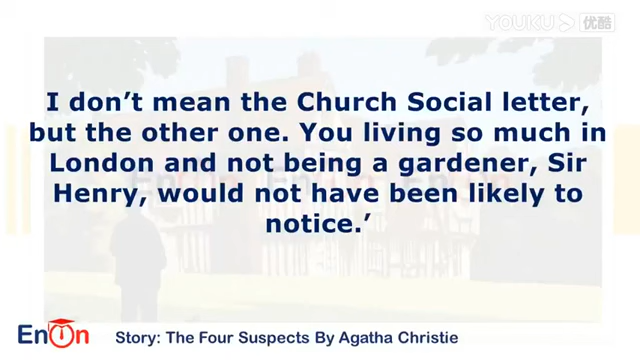 YOUKU 优酷
I don’t mean the Church Social letter,
but the other one. You living so much in
London and not being a gardener, Sir
Henry, would not have been likely to
notice.’
EnOn
Story: The Four Suspects By Agatha Christie